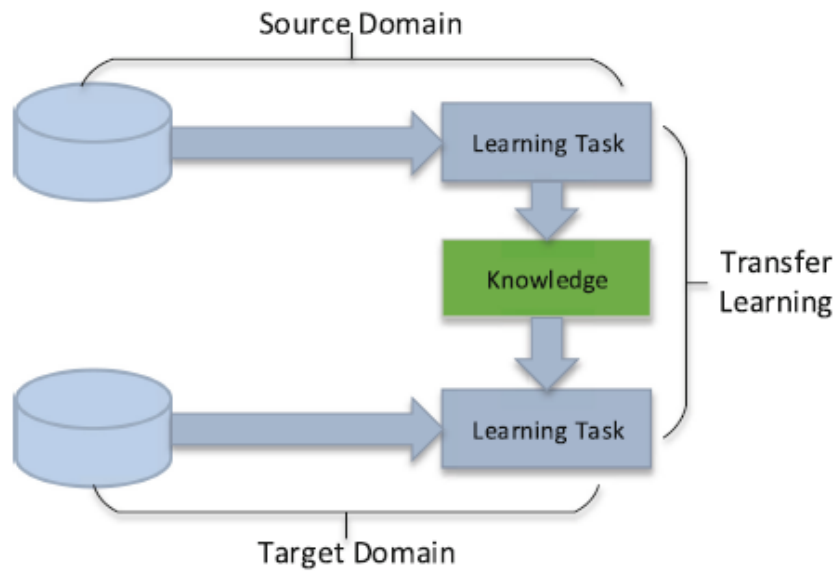 Source Domain
Learning Task
Knowledge
Transfer
Learning
Learning Task
Target Domain